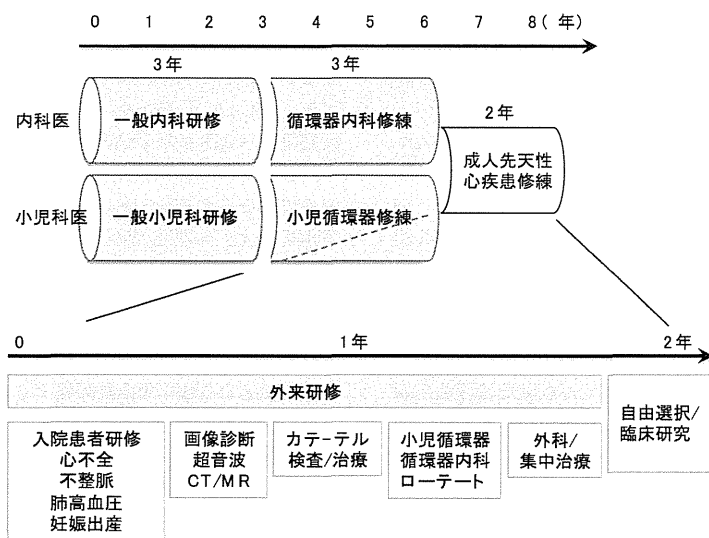 0 1 2 3 4 5 6 7 8(年)
3年 3年
内科医 一般内科研修 循環器内科修練
2年
成人先天性
心疾患修練
小児科医 一般小児科研修 小児循環器修練
0 1年 2年
外来研修
自由選択/
臨床研究
入院患者研修
心不全
不整脈
肺高血圧
妊娠出産
画像診断
超音波
CT/MR
カテーテル
検査/治療
小児循環器
循環器内科
ローテート
外科/
集中治療